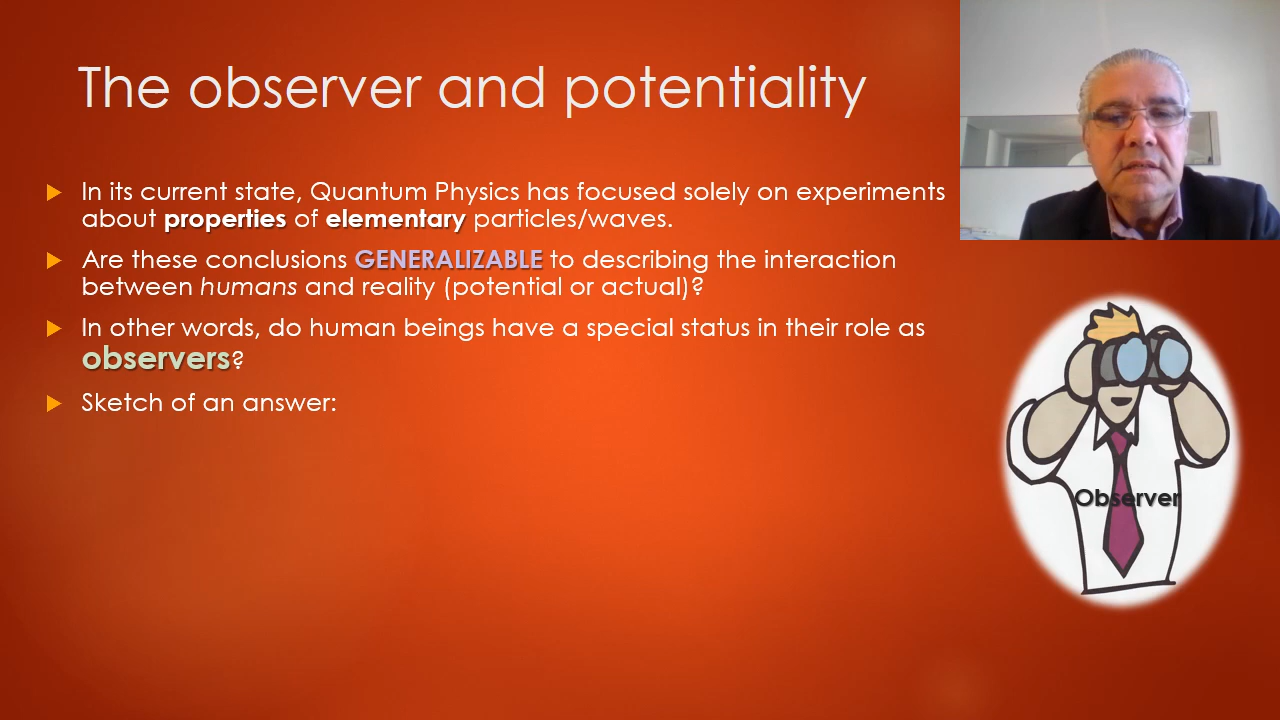 The observer and potentiality
In its current state, Quantum Physics has focused solely on experiments
about properties of elementary particles/waves.
Are these conclusions GENERALIZABLE to describing the interaction
between humans and reality (potential or actual)?
In other words, do human beings have a special status in their role as
observers?
Sketch of an answer:
Observer